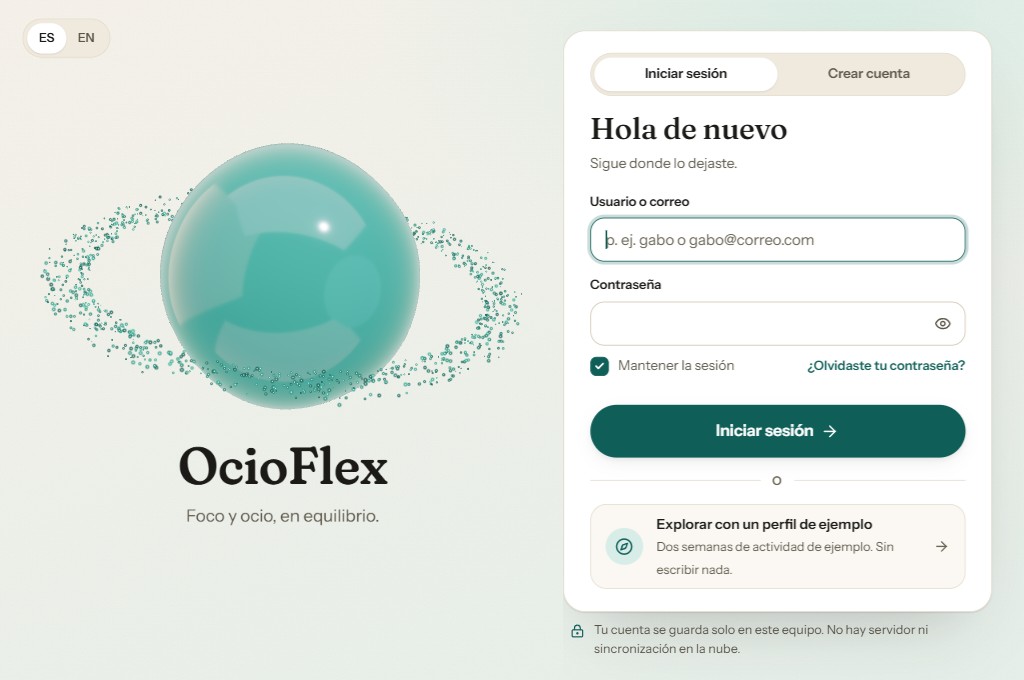 ES EN
Iniciar sesión Crear cuenta
Hola de nuevo
Sigue donde lo dejaste.
Usuario o correo
p. ej. gabo o gabo@correo.com
Contraseña
Mantener la sesión ¿Olvidaste tu contraseña?
Iniciar sesión →
O
Explorar con un perfil de ejemplo
Dos semanas de actividad de ejemplo. Sin
escribir nada.
Tu cuenta se guarda solo en este equipo. No hay servidor ni
sincronización en la nube.
OcioFlex
Foco y ocio, en equilibrio.